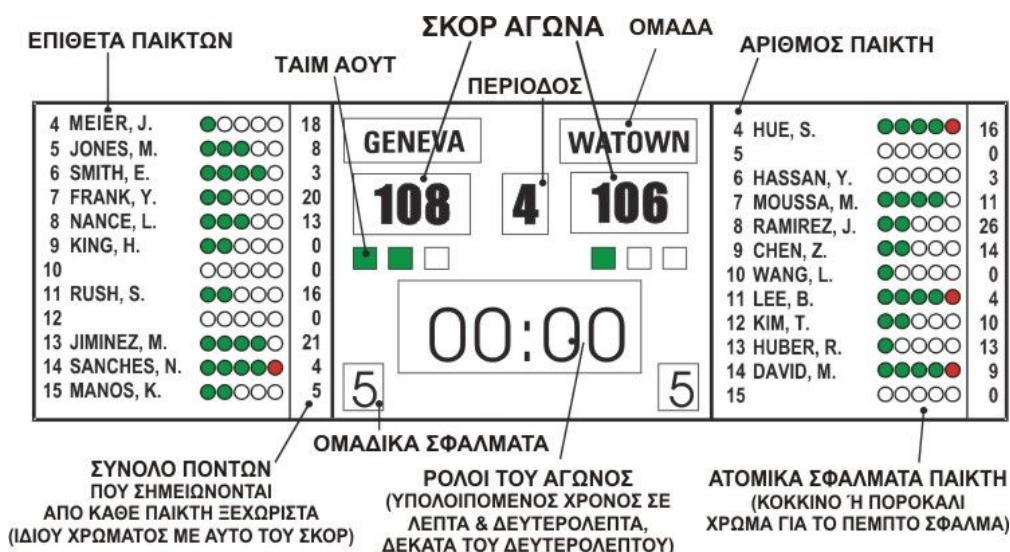 ΕΠΙΘΕΤΑ ΠΑΙΚΤΩΝ
ΤΑΙΜ ΑΟΥΤ
ΣΚΟΡ ΑΓΩΝΑ
ΠΕΡΙΟΔΟΣ
ΟΜΑΔΑ
ΑΡΙΘΜΟΣ ΠΑΙΚΤΗ
4 MEIER, J. 18
5 JONES, M. 8
6 SMITH, E. 3
7 FRANK, Y. 20
8 NANCE, L. 13
9 KING, H. 0
10 0
11 RUSH, S. 16
12 0
13 JIMINEZ, M. 21
14 SANCHES, N. 4
15 MANOS, K. 5
GENEVA WATOWN
108 4 106
00:00
5 5
4 HUE, S. 16
5 0
6 HASSAN, Y. 3
7 MOUSSA, M. 11
8 RAMIREZ, J. 26
9 CHEN, Z. 14
10 WANG, L. 0
11 LEE, B. 4
12 KIM, T. 10
13 HUBER, R. 13
14 DAVID, M. 9
15 0
ΟΜΑΔΙΚΑ ΣΦΑΛΜΑΤΑ
ΣΥΝΟΛΟ ΠΟΝΤΩΝ
ΠΟΥ ΣΗΜΕΙΩΝΟΝΤΑΙ
ΑΠΟ ΚΑΘΕ ΠΑΙΚΤΗ ΞΕΧΩΡΙΣΤΑ
(ΙΔΙΟΥ ΧΡΩΜΑΤΟΣ ΜΕ ΑΥΤΟ ΤΟΥ ΣΚΟΡ)
ΡΟΛΟΙ ΤΟΥ ΑΓΩΝΟΣ
(ΥΠΟΛΟΙΠΟΜΕΝΟΣ ΧΡΟΝΟΣ ΣΕ
ΛΕΠΤΑ & ΔΕΥΤΕΡΟΛΕΠΤΑ,
ΔΕΚΑΤΑ ΤΟΥ ΔΕΥΤΕΡΟΛΕΠΤΟΥ)
ΑΤΟΜΙΚΑ ΣΦΑΛΜΑΤΑ ΠΑΙΚΤΗ
(ΚΟΚΚΙΝΟ Ή ΠΟΡΟΚΑΛΙ
ΧΡΩΜΑ ΓΙΑ ΤΟ ΠΕΜΠΤΟ ΣΦΑΛΜΑ)